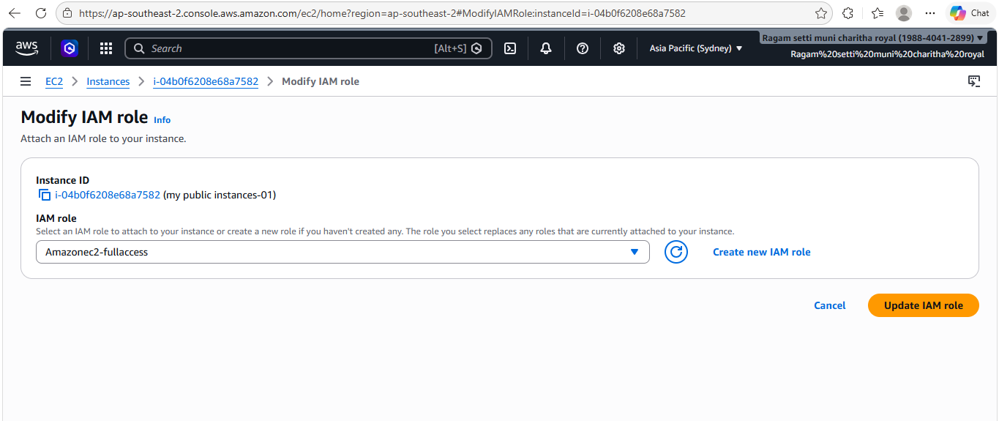 https://ap-southeast-2.console.aws.amazon.com/ec2/home?region=ap-southeast-2#ModifyIAMRole:instanceId=i-04b0f6208e68a7582
Chat
aws
Search [Alt+S]
Asia Pacific (Sydney)
Ragam setti muni charitha royal (1988-4041-2899)
Ragam%20setti%20muni%20charitha%20royal
EC2 > Instances > i-04b0f6208e68a7582 > Modify IAM role
Modify IAM role Info
Attach an IAM role to your instance.
Instance ID
i-04b0f6208e68a7582 (my public instances-01)
IAM role
Select an IAM role to attach to your instance or create a new role if you haven't created any. The role you select replaces any roles that are currently attached to your instance.
Amazonec2-fullaccess
Create new IAM role
Cancel
Update IAM role